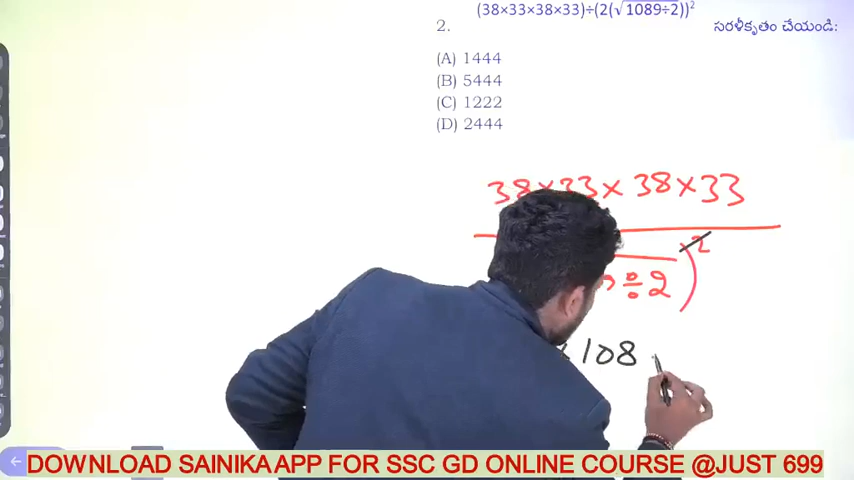 (38×33×38×33)÷(2(√1089÷2))²
2. సరళీకృతం చేయండి:
(A) 1444
(B) 5444
(C) 1222
(D) 2444
38×33×38×33
÷2)²
×108
DOWNLOAD SAINIKA APP FOR SSC GD ONLINE COURSE @JUST 699